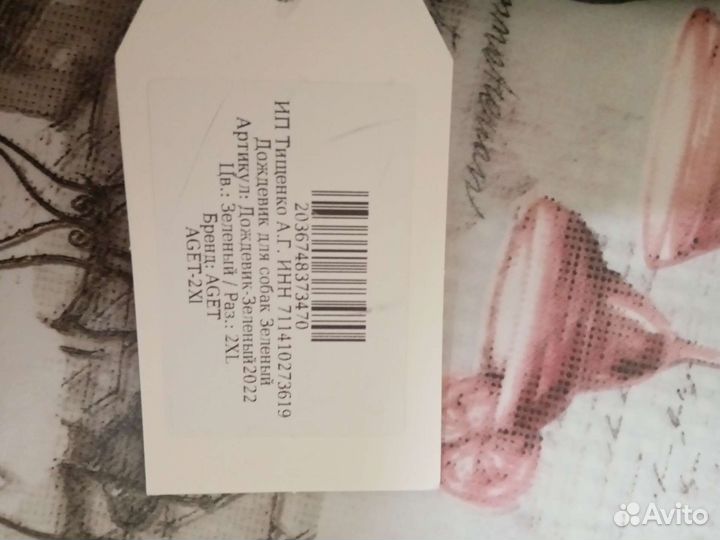 2036748373470
ИП Тищенко А.Г. ИНН 711410273619
Дождевик для собак Зеленый
Артикул: Дождевик-Зеленый2022
Цв.: Зеленый / Раз.: 2XL
Бренд: AGET
AGET-2Xl
Avito